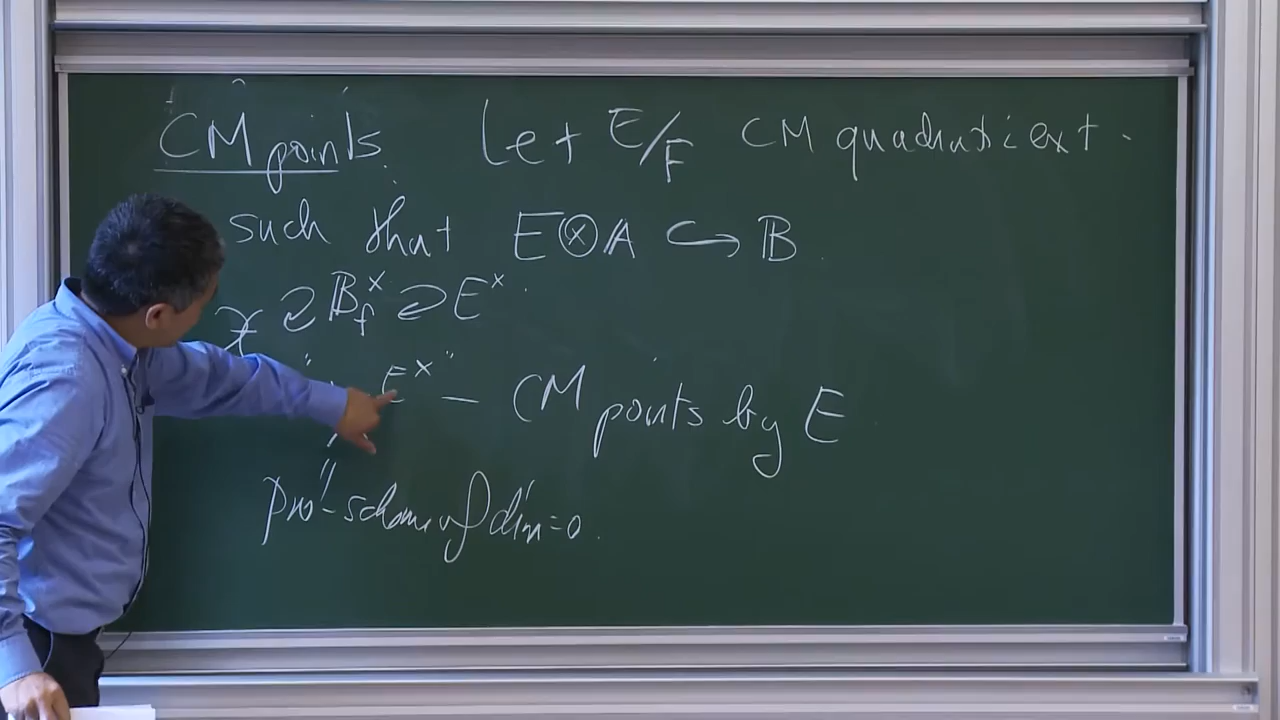 CM points. Let E/F CM quadratic ext.
such that E⊗A ↪ B.
X ⊋ B_f^× ⊋ E^×.
E^× — CM points by E.
pro-scheme of dim=0.